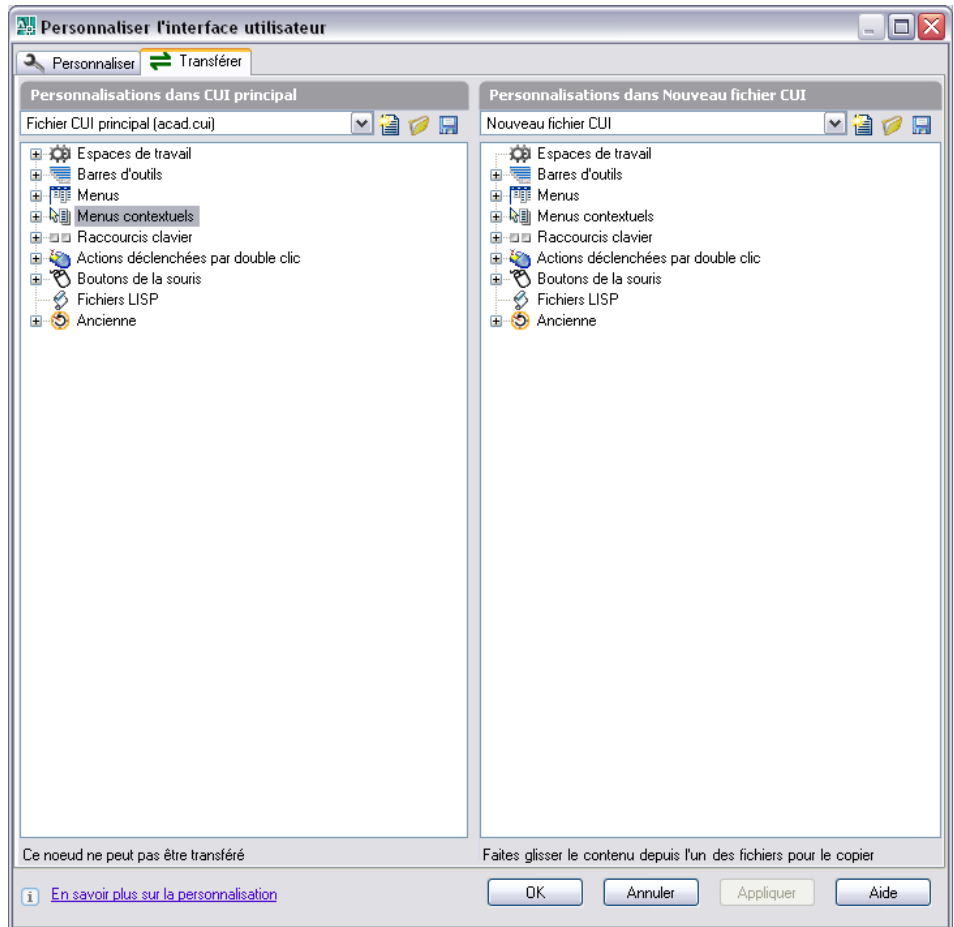 Personnaliser l'interface utilisateur
Personnaliser
Transférer
Personnalisations dans CUI principal
Fichier CUI principal (acad.cui)
Espaces de travail
Barres d'outils
Menus
Menus contextuels
Raccourcis clavier
Actions déclenchées par double clic
Boutons de la souris
Fichiers LISP
Ancienne
Ce noeud ne peut pas être transféré
Personnalisations dans Nouveau fichier CUI
Nouveau fichier CUI
Espaces de travail
Barres d'outils
Menus
Menus contextuels
Raccourcis clavier
Actions déclenchées par double clic
Boutons de la souris
Fichiers LISP
Ancienne
Faites glisser le contenu depuis l'un des fichiers pour le copier
En savoir plus sur la personnalisation
OK
Annuler
Appliquer
Aide